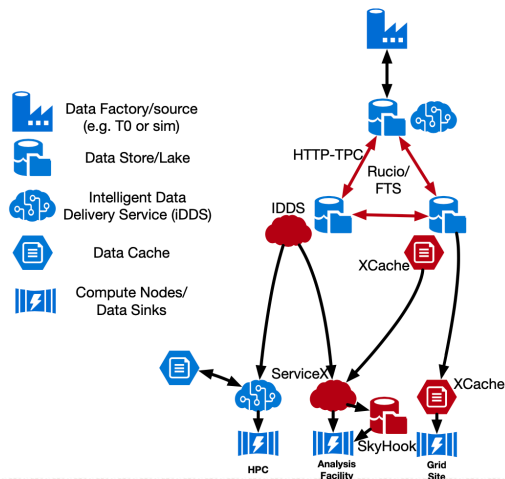 Data Factory/source
(e.g. T0 or sim)
Data Store/Lake
Intelligent Data
Delivery Service (iDDS)
Data Cache
Compute Nodes/
Data Sinks
HTTP-TPC
Rucio/
FTS
IDDS
XCache
ServiceX
XCache
SkyHook
HPC
Analysis
Facility
Grid
Site